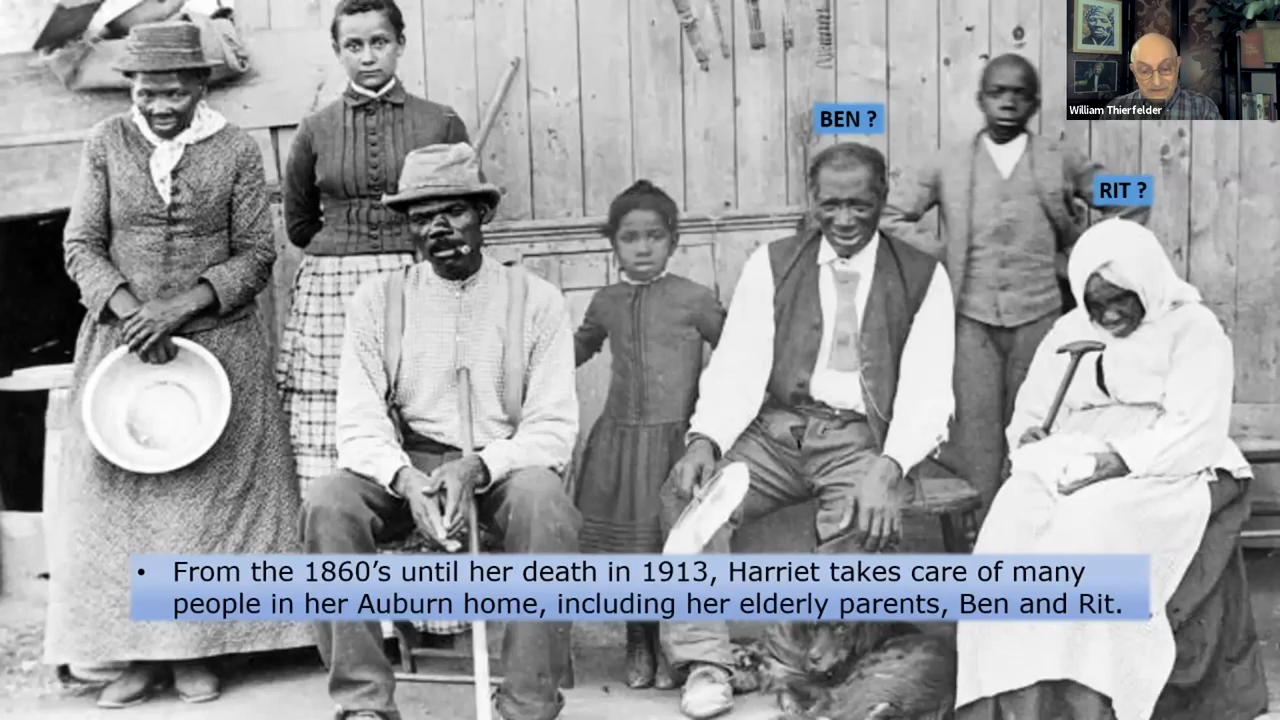 William Thierfelder
BEN ?
RIT ?
• From the 1860’s until her death in 1913, Harriet takes care of many
people in her Auburn home, including her elderly parents, Ben and Rit.